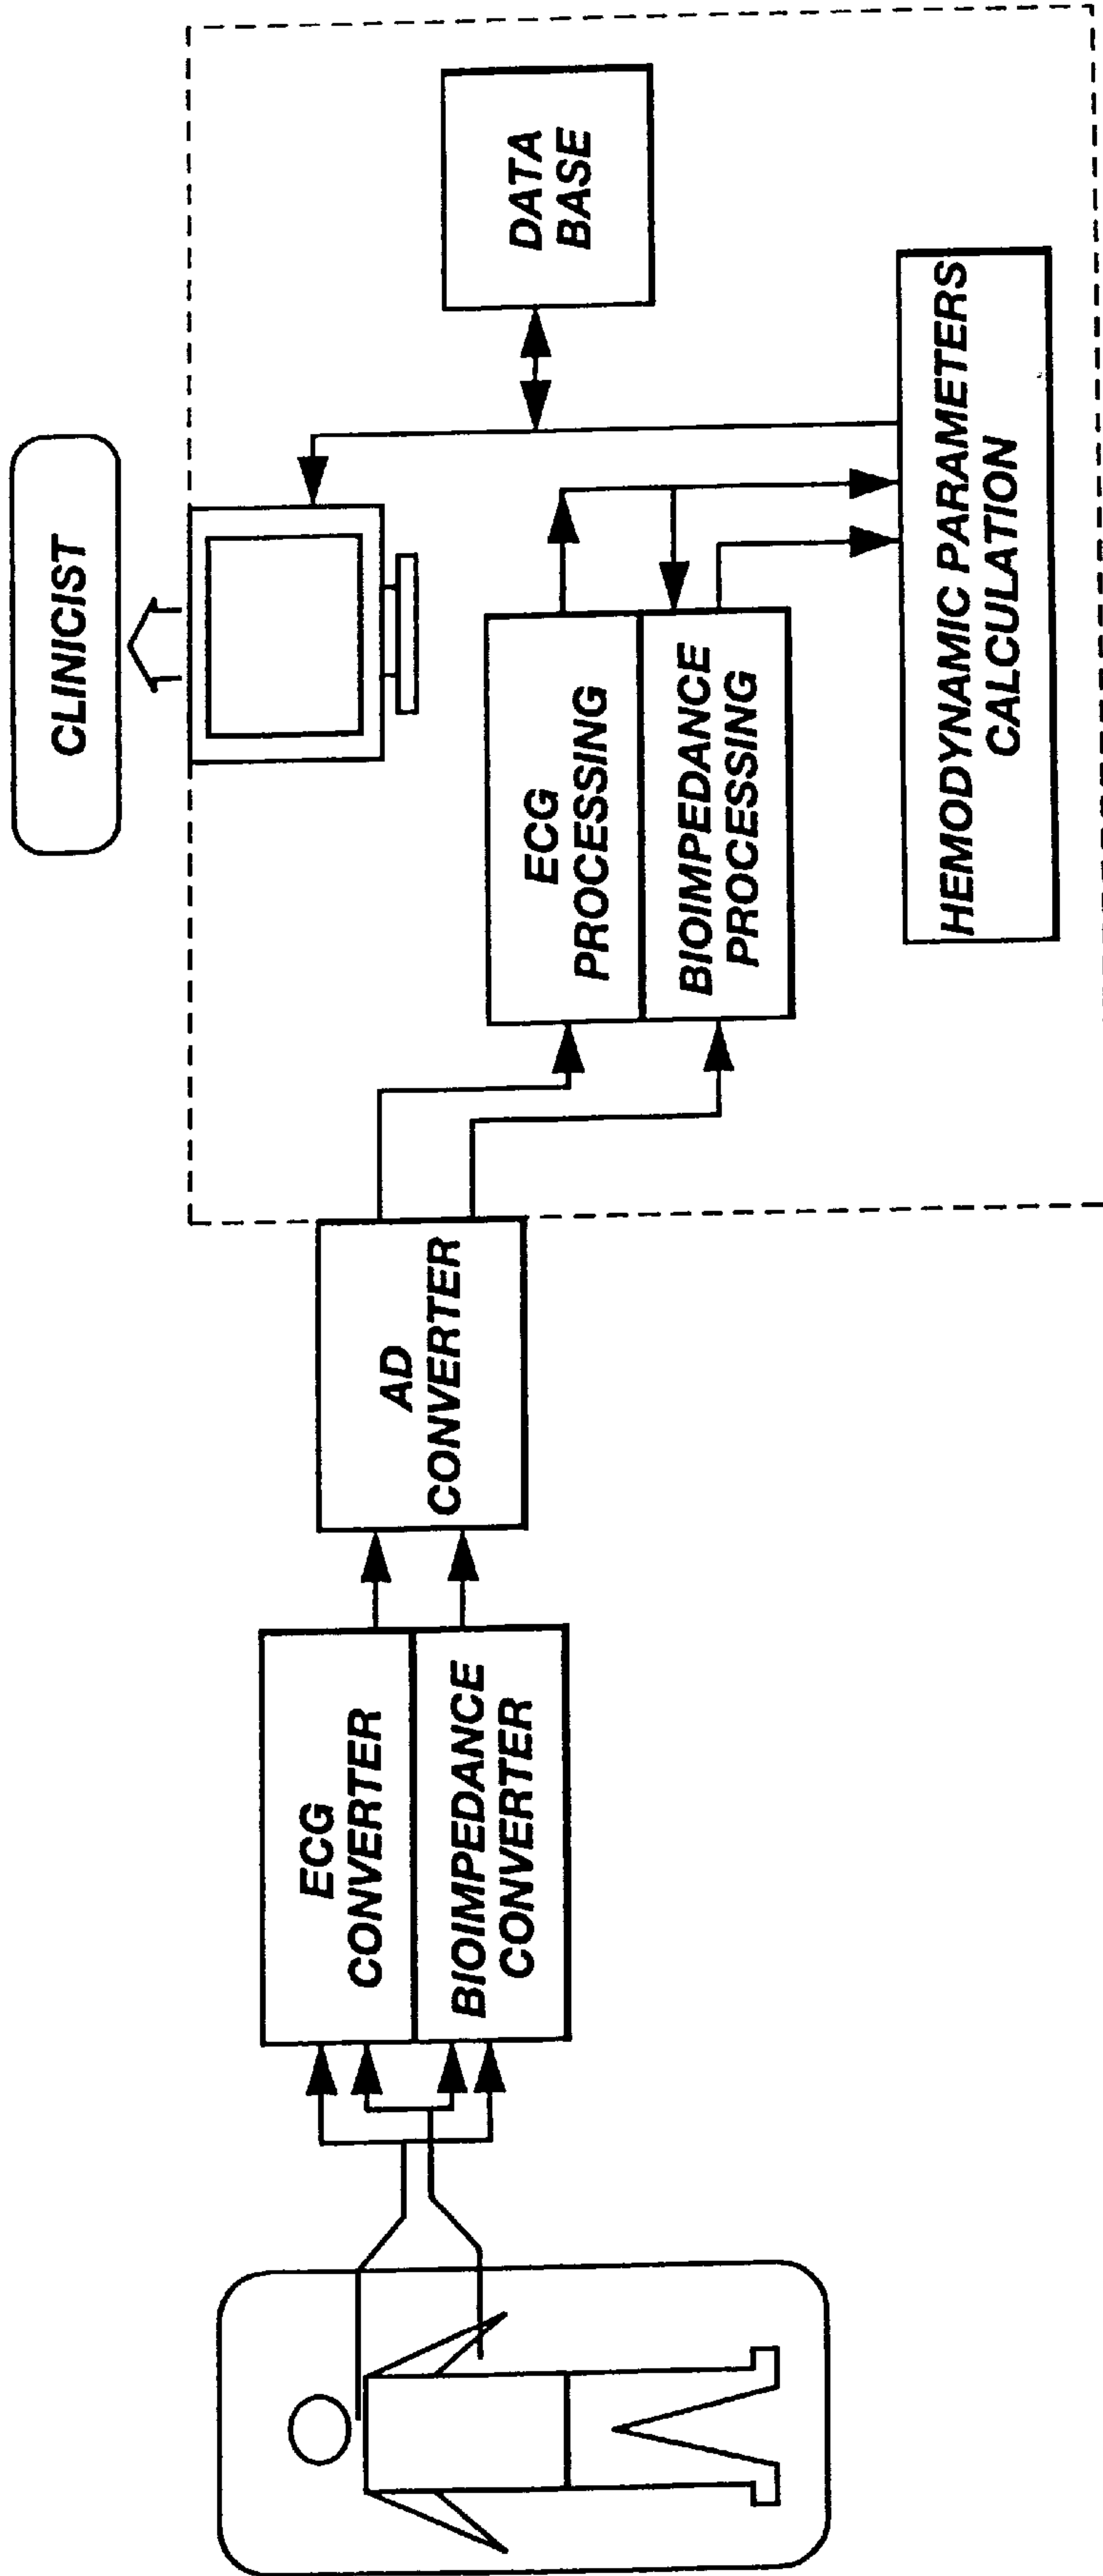 CLINICIST
DATA
BASE
ECG
PROCESSING
BIOIMPEDANCE
PROCESSING
HEMODYNAMIC PARAMETERS
CALCULATION
AD
CONVERTER
ECG
CONVERTER
BIOIMPEDANCE
CONVERTER